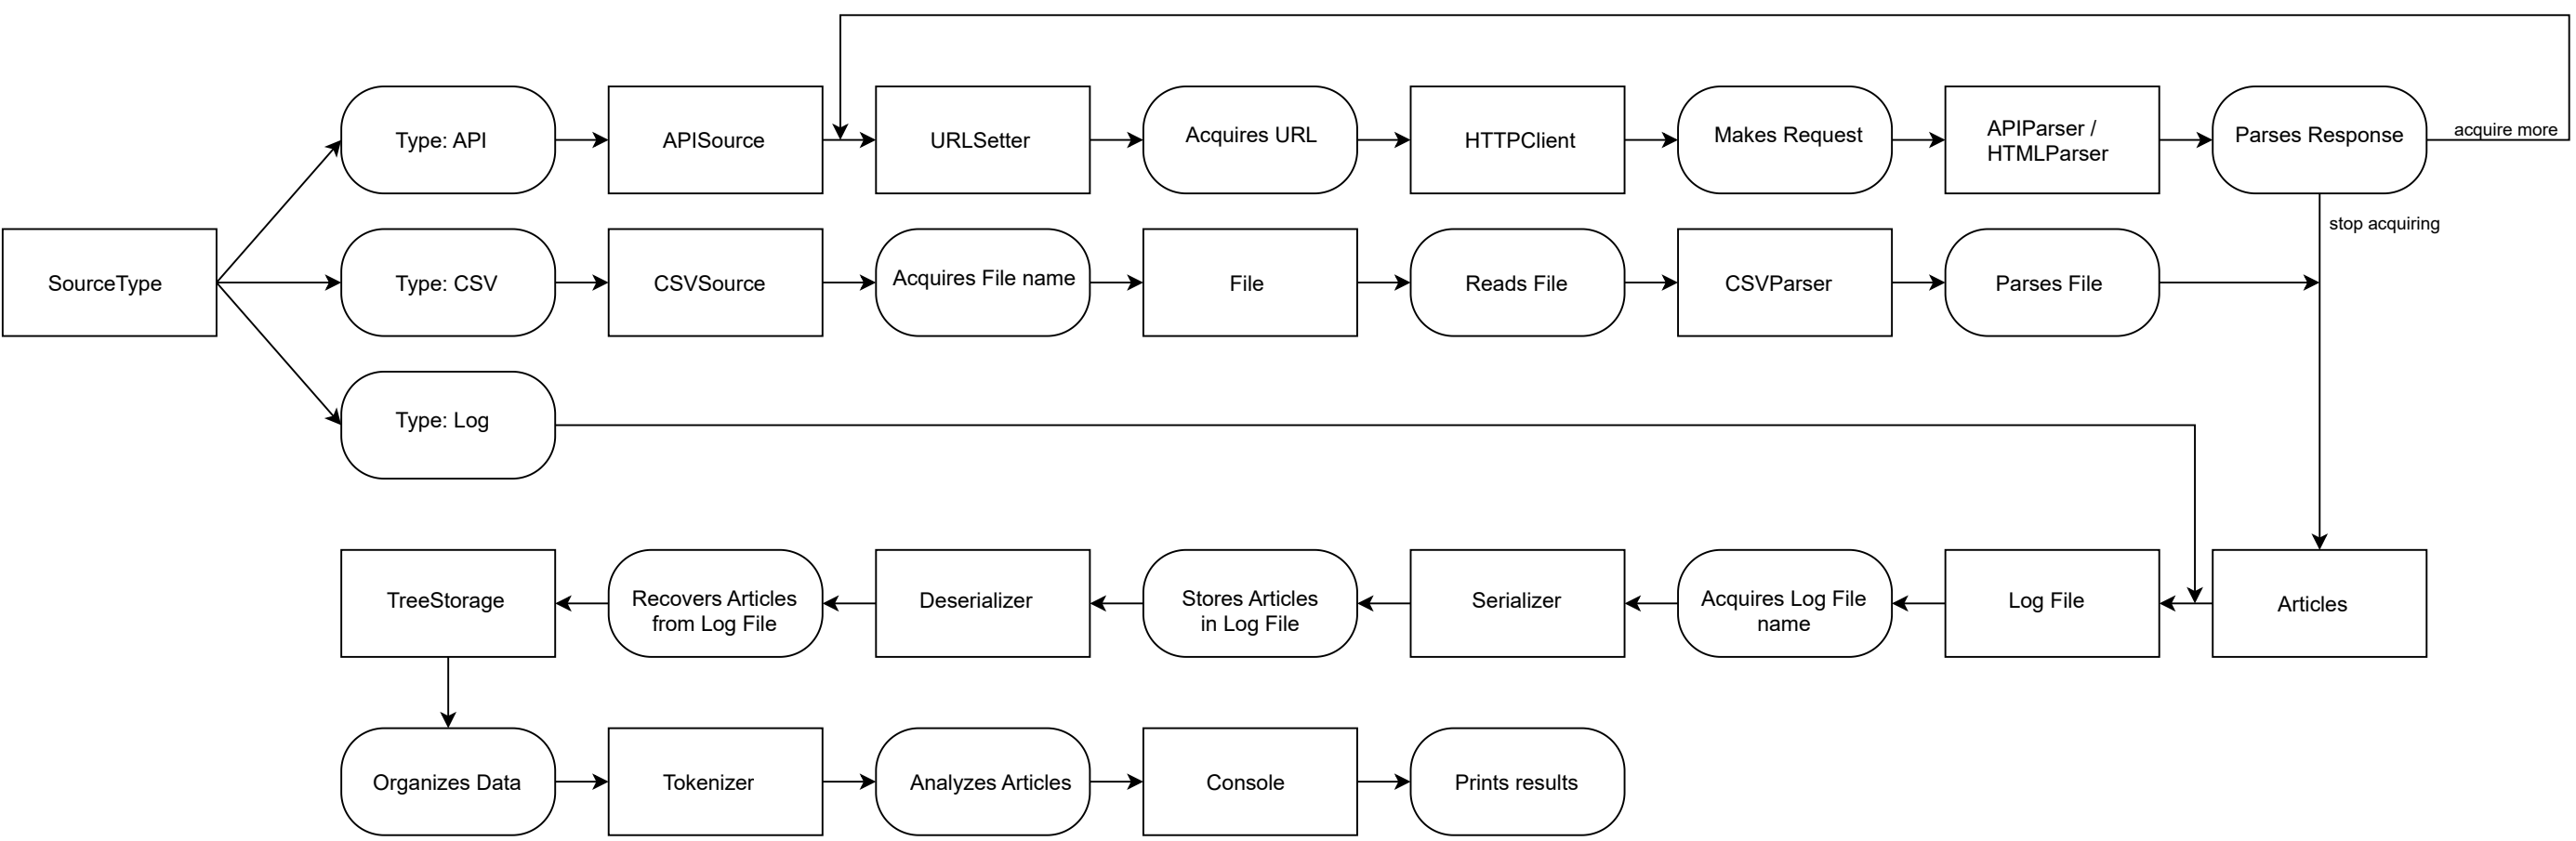 Type: API
APISource
URLSetter
Acquires URL
HTTPClient
Makes Request
APIParser /
HTMLParser
Parses Response
acquire more
stop acquiring
SourceType
Type: CSV
CSVSource
Acquires File name
File
Reads File
CSVParser
Parses File
Type: Log
TreeStorage
Recovers Articles
from Log File
Deserializer
Stores Articles
in Log File
Serializer
Acquires Log File
name
Log File
Articles
Organizes Data
Tokenizer
Analyzes Articles
Console
Prints results